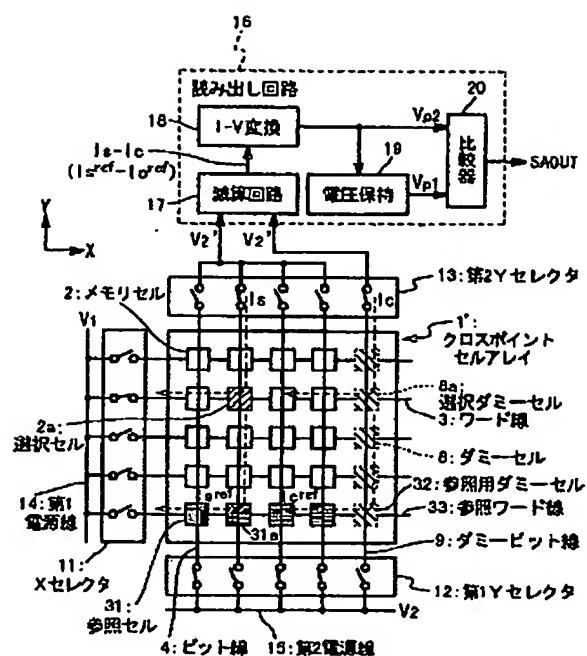 16
読み出し回路
18
I-V変換
Vp2
20
比較器
SAOUT
Is-Ic
(Is^ref-Ic^ref)
19
電圧保持
Vp1
17
減算回路
Y
X
V2'
V2'
13:第2Yセレクタ
2:メモリセル
Is
Ic
V1
1':
クロスポイント
セルアレイ
8a:
選択ダミーセル
3:ワード線
2a:
選択セル
8:ダミーセル
32:参照用ダミーセル
33:参照ワード線
14:第1
電源線
31a
9:ダミービット線
11:
Xセレクタ
12:第1Yセレクタ
31:
参照セル
V2
4:ビット線
15:第2電源線